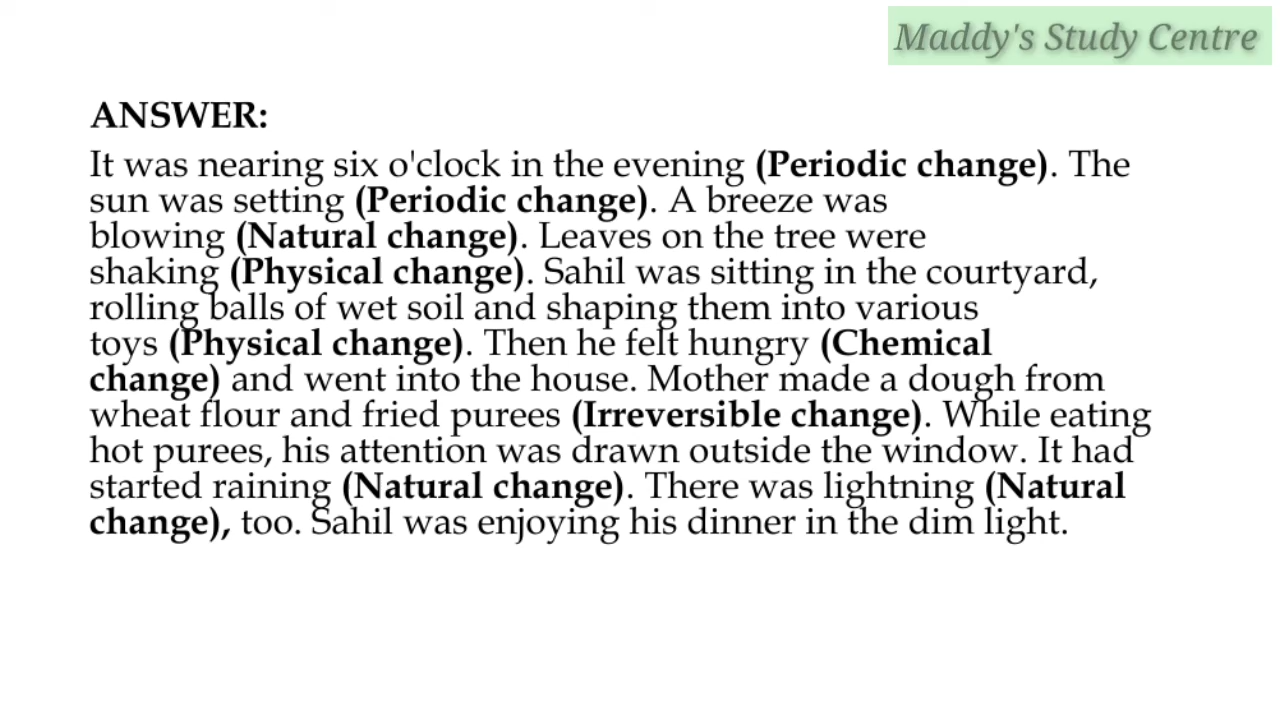 Maddy's Study Centre
ANSWER:
It was nearing six o'clock in the evening (Periodic change). The
sun was setting (Periodic change). A breeze was
blowing (Natural change). Leaves on the tree were
shaking (Physical change). Sahil was sitting in the courtyard,
rolling balls of wet soil and shaping them into various
toys (Physical change). Then he felt hungry (Chemical
change) and went into the house. Mother made a dough from
wheat flour and fried purees (Irreversible change). While eating
hot purees, his attention was drawn outside the window. It had
started raining (Natural change). There was lightning (Natural
change), too. Sahil was enjoying his dinner in the dim light.